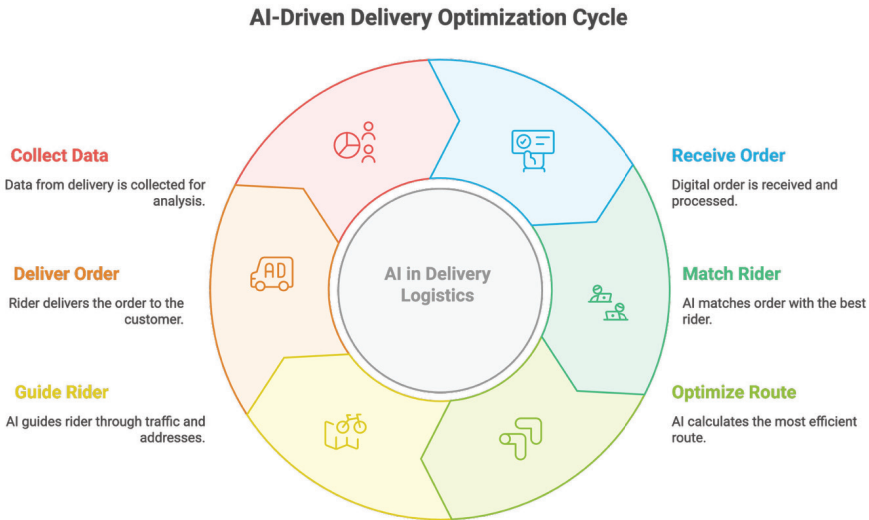 AI-Driven Delivery Optimization Cycle
Collect Data
Data from delivery is collected for
analysis.
Deliver Order
Rider delivers the order to the
customer.
Guide Rider
AI guides rider through traffic and
addresses.
AD
AI in Delivery
Logistics
Receive Order
Digital order is received and
processed.
Match Rider
AI matches order with the best
rider.
Optimize Route
AI calculates the most efficient
route.